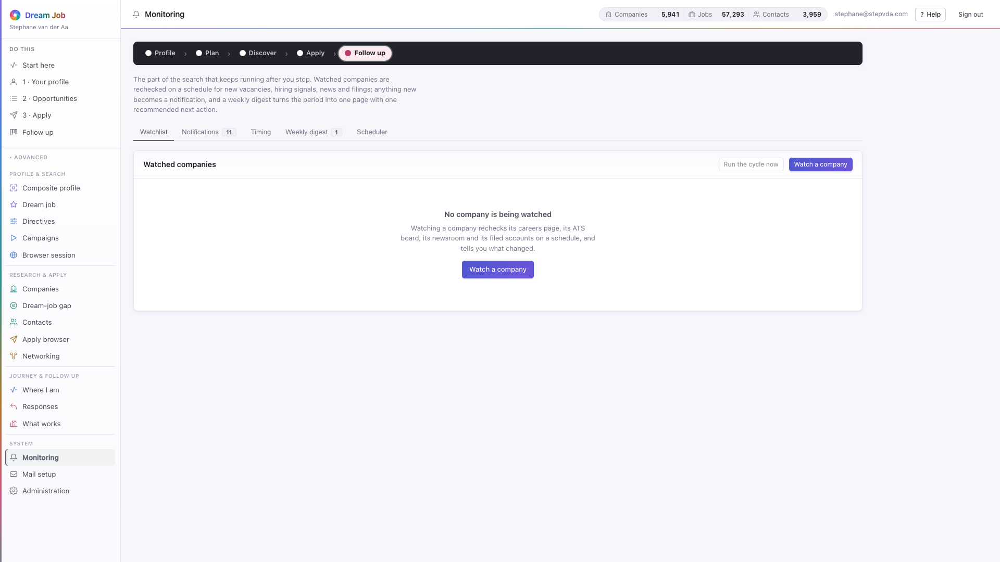 Dream Job
Stephane van der Aa
DO THIS
Start here
1 · Your profile
2 · Opportunities
3 · Apply
Follow up
ADVANCED
PROFILE & SEARCH
Composite profile
Dream job
Directives
Campaigns
Browser session
RESEARCH & APPLY
Companies
Dream-job gap
Contacts
Apply browser
Networking
JOURNEY & FOLLOW UP
Where I am
Responses
What works
SYSTEM
Monitoring
Mail setup
Administration
Monitoring
Companies 5,941 Jobs 57,293 Contacts 3,959
stephane@stepvda.com
? Help
Sign out
Profile › Plan › Discover › Apply › Follow up
The part of the search that keeps running after you stop. Watched companies are
rechecked on a schedule for new vacancies, hiring signals, news and filings; anything new
becomes a notification, and a weekly digest turns the period into one page with one
recommended next action.
Watchlist Notifications 11 Timing Weekly digest 1 Scheduler
Watched companies
Run the cycle now
Watch a company
No company is being watched
Watching a company rechecks its careers page, its ATS
board, its newsroom and its filed accounts on a schedule, and
tells you what changed.
Watch a company